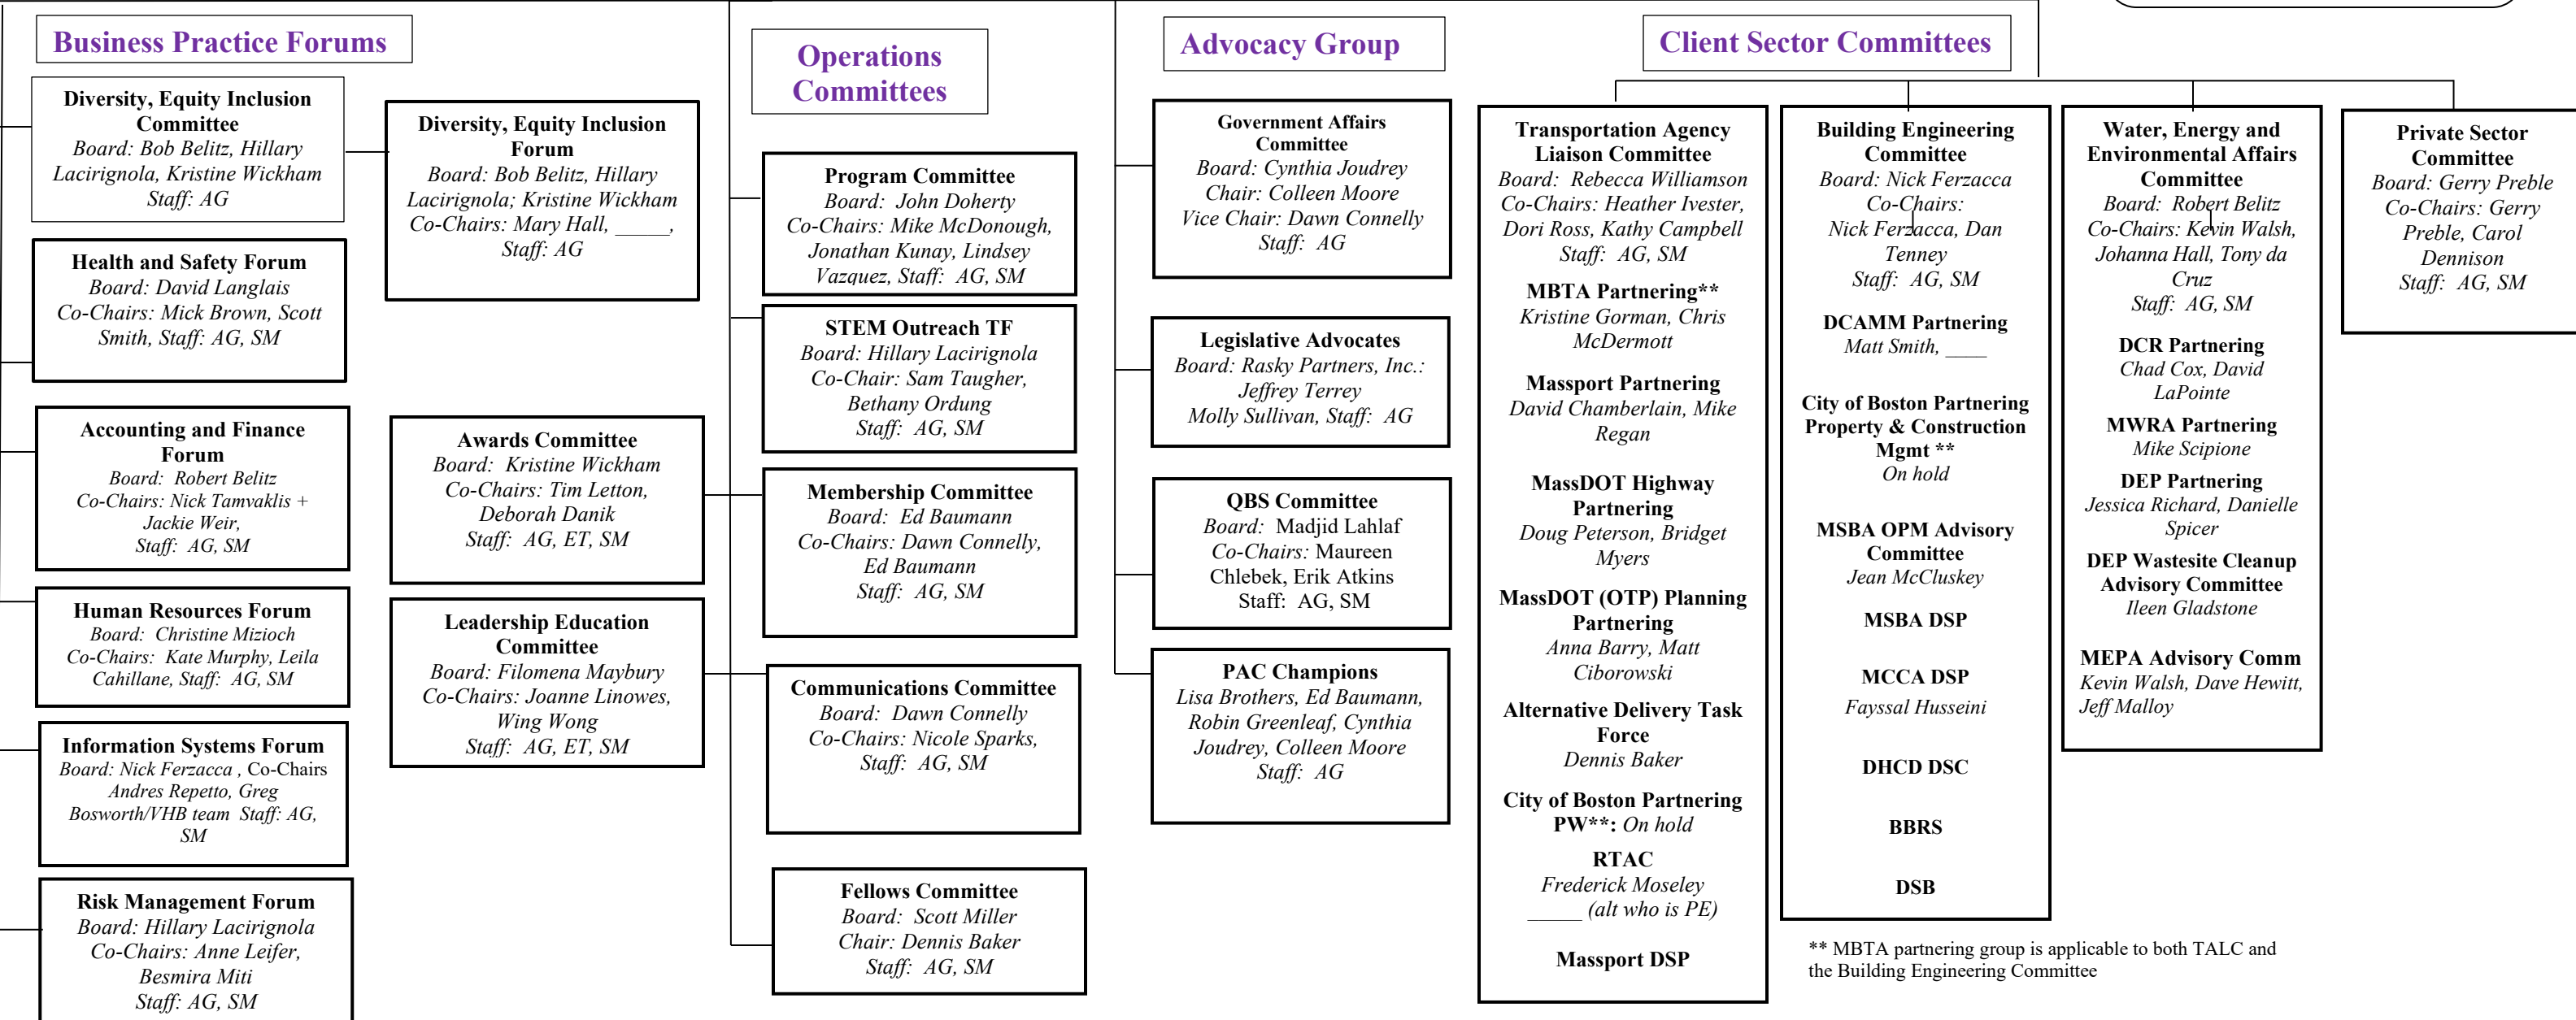 Business Practice Forums
Diversity, Equity Inclusion
Committee
Board: Bob Belitz, Hillary
Lacirignola, Kristine Wickham
Staff: AG
Health and Safety Forum
Board: David Langlais
Co-Chairs: Mick Brown, Scott
Smith, Staff: AG, SM
Accounting and Finance
Forum
Board:  Robert Belitz
Co-Chairs: Nick Tamvaklis +
Jackie Weir,
Staff:  AG, SM
Human Resources Forum
Board:  Christine Mizioch
Co-Chairs:  Kate Murphy, Leila
Cahillane, Staff:  AG, SM
Information Systems Forum
Board: Nick Ferzacca , Co-Chairs
Andres Repetto, Greg
Bosworth/VHB team  Staff: AG,
SM
Risk Management Forum
Board: Hillary Lacirignola
Co-Chairs: Anne Leifer,
Besmira Miti
Staff: AG, SM
Diversity, Equity Inclusion
Forum
Board: Bob Belitz, Hillary
Lacirignola; Kristine Wickham
Co-Chairs: Mary Hall, _____,
Staff: AG
Awards Committee
Board:  Kristine Wickham
Co-Chairs: Tim Letton,
Deborah Danik
Staff:  AG, ET, SM
Leadership Education
Committee
Board: Filomena Maybury
Co-Chairs: Joanne Linowes,
Wing Wong
Staff:  AG, ET, SM
Operations
Committees
Program Committee
Board:  John Doherty
Co-Chairs: Mike McDonough,
Jonathan Kunay, Lindsey
Vazquez, Staff:  AG, SM
STEM Outreach TF
Board: Hillary Lacirignola
Co-Chair: Sam Taugher,
Bethany Ordung
Staff:  AG, SM
Membership Committee
Board:  Ed Baumann
Co-Chairs: Dawn Connelly,
Ed Baumann
Staff:  AG, SM
Communications Committee
Board:  Dawn Connelly
Co-Chairs: Nicole Sparks,
Staff:  AG, SM
Fellows Committee
Board:  Scott Miller
Chair: Dennis Baker
Staff:  AG, SM
Advocacy Group
Government Affairs
Committee
Board: Cynthia Joudrey
Chair: Colleen Moore
Vice Chair: Dawn Connelly
Staff:  AG
Legislative Advocates
Board: Rasky Partners, Inc.:
Jeffrey Terrey
Molly Sullivan, Staff:  AG
QBS Committee
Board:  Madjid Lahlaf
Co-Chairs: Maureen
Chlebek, Erik Atkins
Staff:  AG, SM
PAC Champions
Lisa Brothers, Ed Baumann,
Robin Greenleaf, Cynthia
Joudrey, Colleen Moore
Staff:  AG
Client Sector Committees
Transportation Agency
Liaison Committee
Board:  Rebecca Williamson
Co-Chairs: Heather Ivester,
Dori Ross, Kathy Campbell
Staff:  AG, SM
MBTA Partnering**
Kristine Gorman, Chris
McDermott
Massport Partnering
David Chamberlain, Mike
Regan
MassDOT Highway
Partnering
Doug Peterson, Bridget
Myers
MassDOT (OTP) Planning
Partnering
Anna Barry, Matt
Ciborowski
Alternative Delivery Task
Force
Dennis Baker
City of Boston Partnering
PW**: On hold
RTAC
Frederick Moseley
_____ (alt who is PE)
Massport DSP
Building Engineering
Committee
Board: Nick Ferzacca
Co-Chairs:
Nick Ferzacca, Dan
Tenney
Staff:  AG, SM
DCAMM Partnering
Matt Smith, ____
City of Boston Partnering
Property & Construction
Mgmt **
On hold
MSBA OPM Advisory
Committee
Jean McCluskey
MSBA DSP
MCCA DSP
Fayssal Husseini
DHCD DSC
BBRS
DSB
Water, Energy and
Environmental Affairs
Committee
Board:  Robert Belitz
Co-Chairs: Kevin Walsh,
Johanna Hall, Tony da
Cruz
Staff:  AG, SM
DCR Partnering
Chad Cox, David
LaPointe
MWRA Partnering
Mike Scipione
DEP Partnering
Jessica Richard, Danielle
Spicer
DEP Wastesite Cleanup
Advisory Committee
Ileen Gladstone
MEPA Advisory Comm
Kevin Walsh, Dave Hewitt,
Jeff Malloy
Private Sector
Committee
Board: Gerry Preble
Co-Chairs: Gerry
Preble, Carol
Dennison
Staff:  AG, SM
** MBTA partnering group is applicable to both TALC and
the Building Engineering Committee